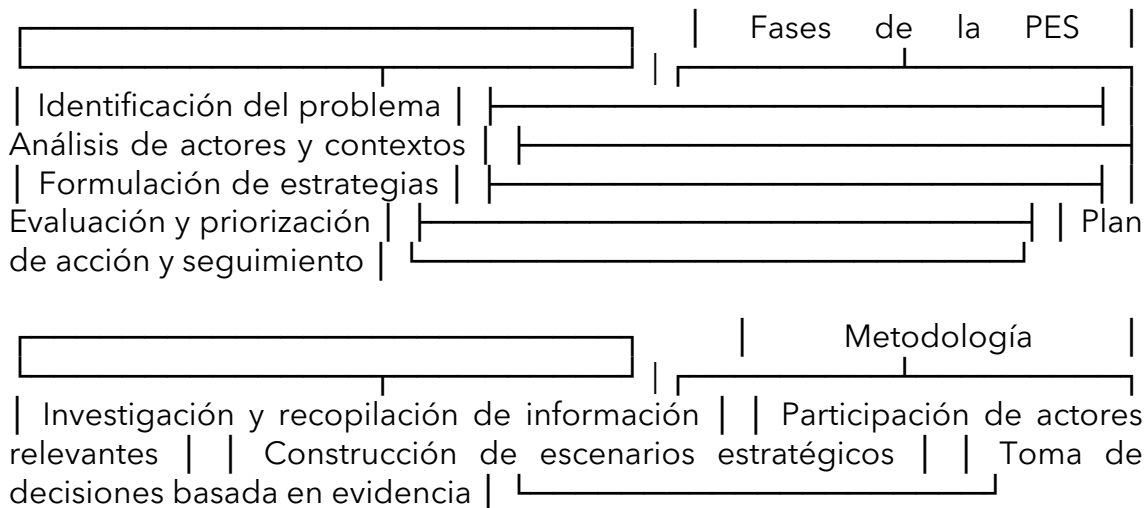 | Fases de la PES |
| Identificación del problema |
Análisis de actores y contextos |
| Formulación de estrategias |
Evaluación y priorización | | Plan
de acción y seguimiento |
| Metodología |
| Investigación y recopilación de información | | Participación de actores
relevantes | | Construcción de escenarios estratégicos | | Toma de
decisiones basada en evidencia |